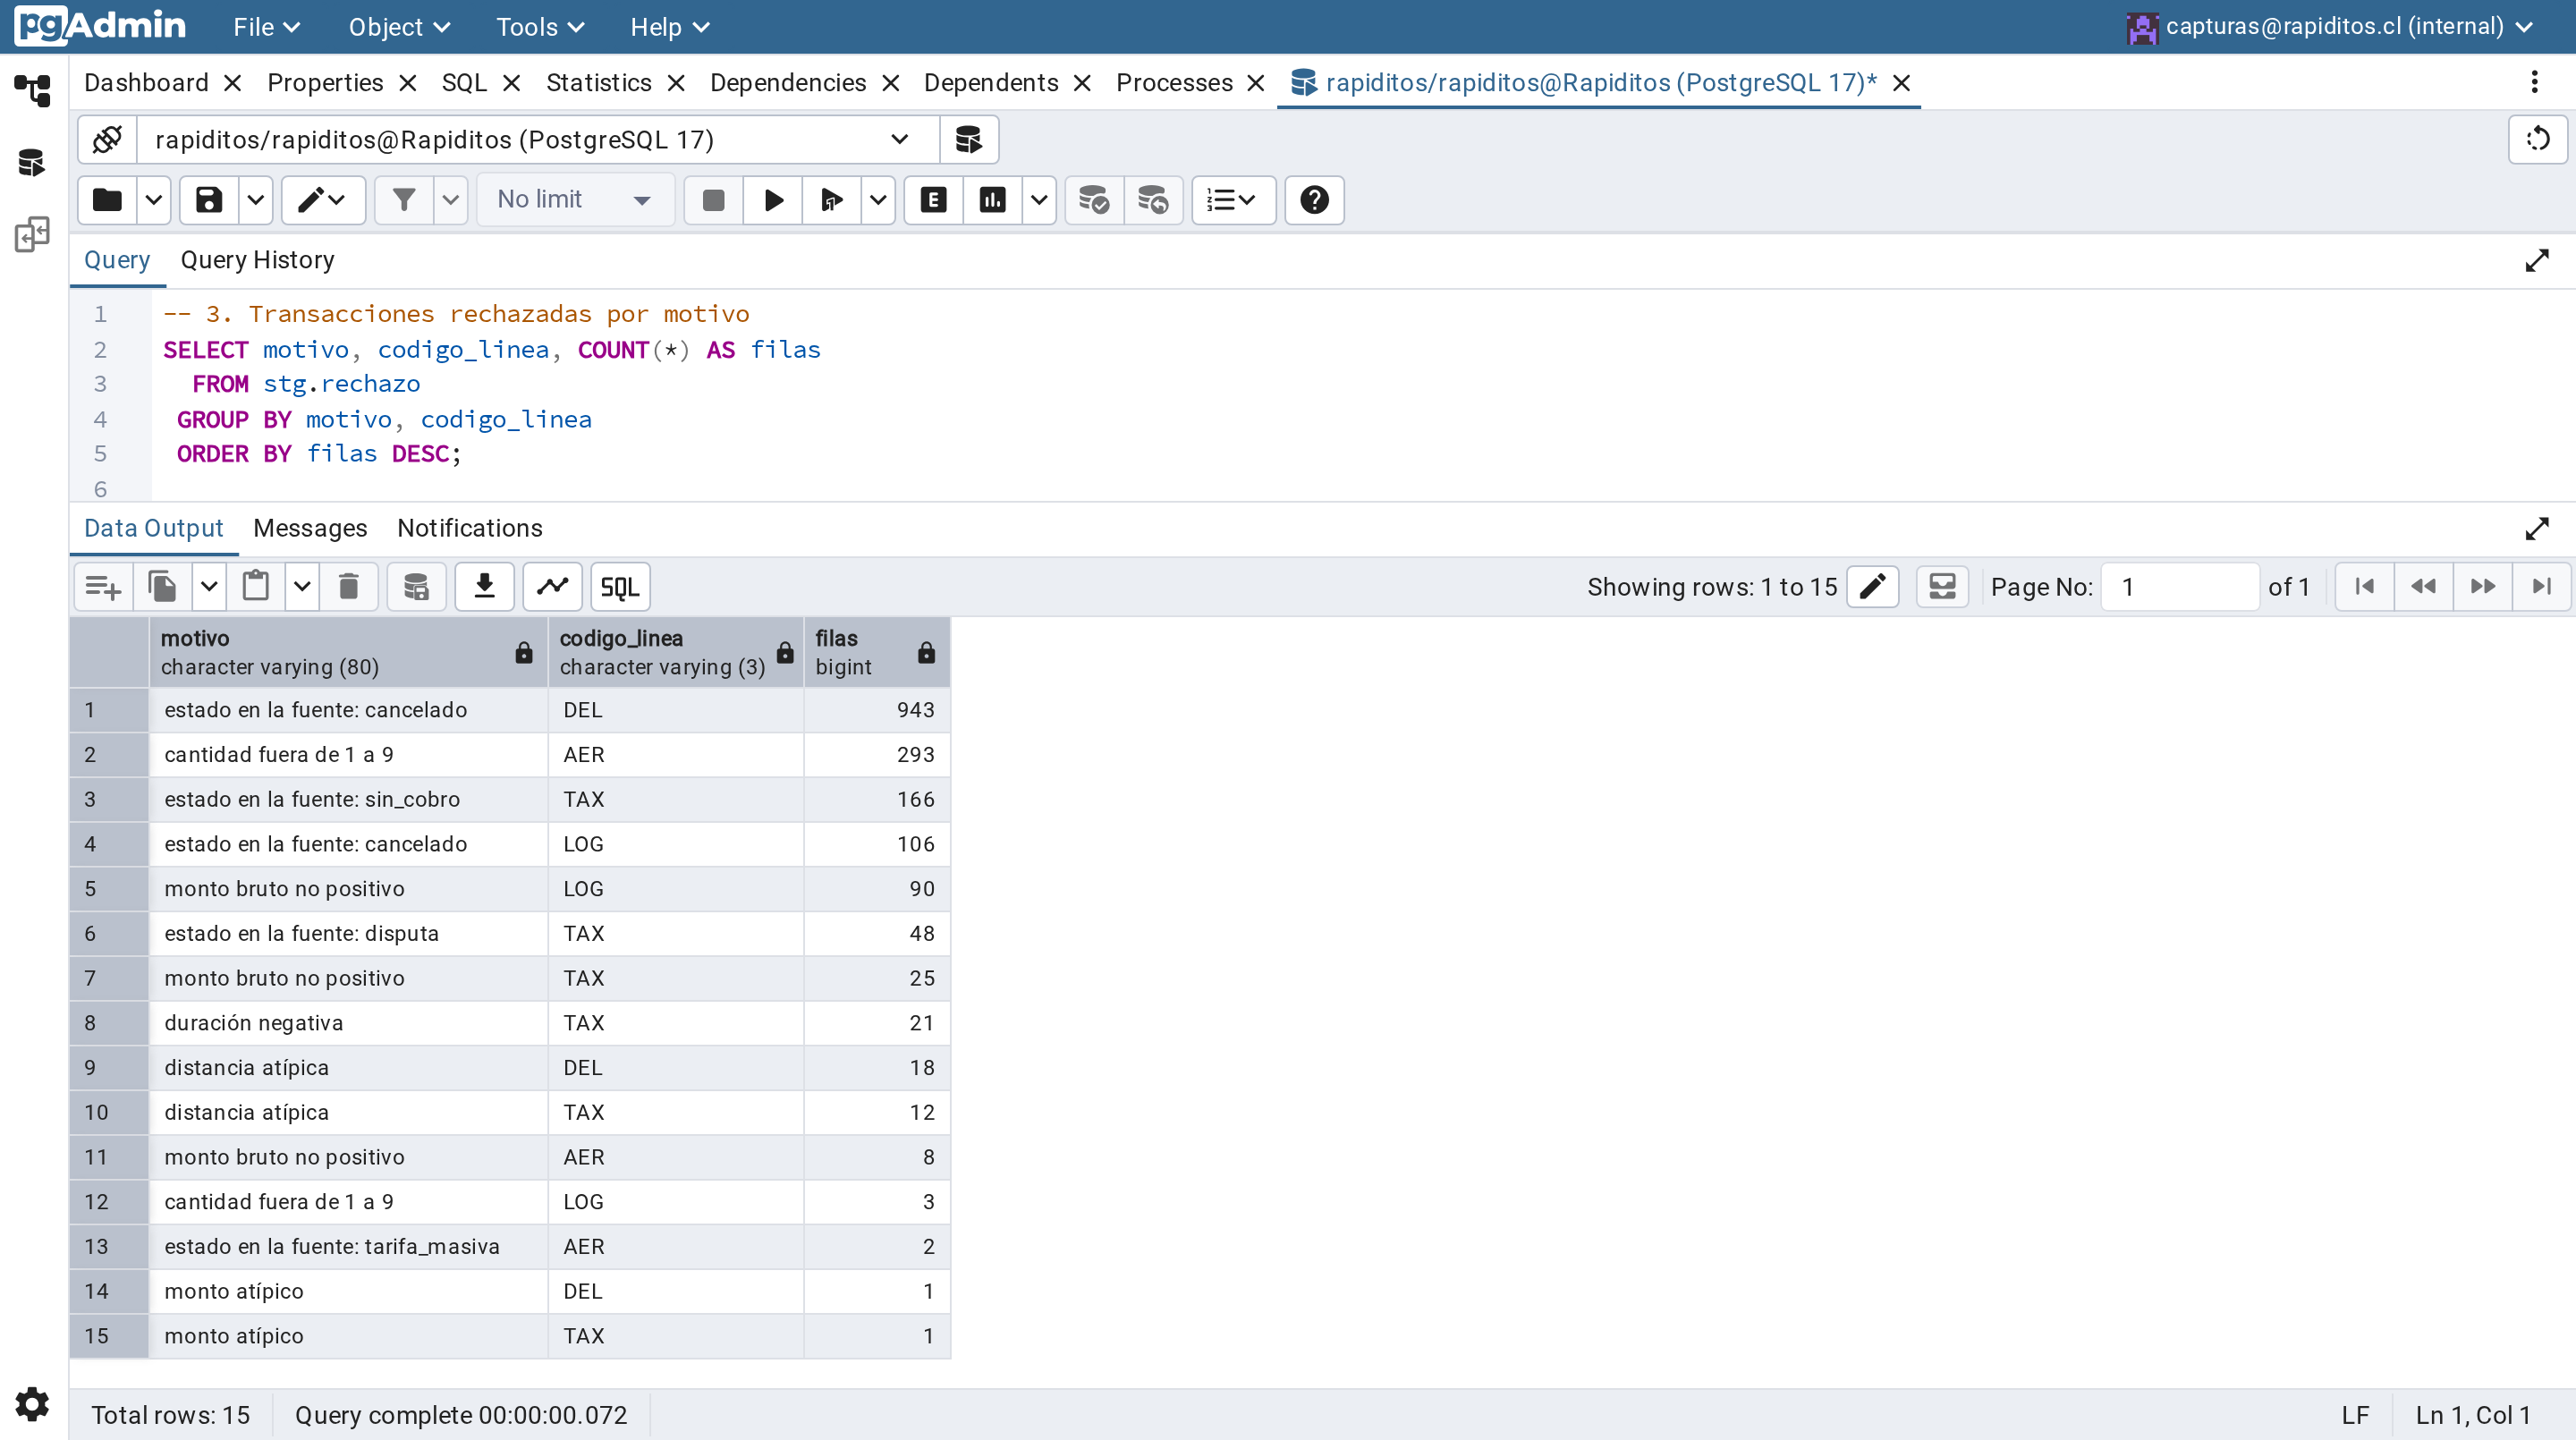 pgAdmin File Object Tools Help capturas@rapiditos.cl (internal)
Dashboard Properties SQL Statistics Dependencies Dependents Processes rapiditos/rapiditos@Rapiditos (PostgreSQL 17)*
rapiditos/rapiditos@Rapiditos (PostgreSQL 17)
No limit
Query Query History
1 -- 3. Transacciones rechazadas por motivo
2 SELECT motivo, codigo_linea, COUNT(*) AS filas
3 FROM stg.rechazo
4 GROUP BY motivo, codigo_linea
5 ORDER BY filas DESC;
6
Data Output Messages Notifications
SQL Showing rows: 1 to 15 Page No: 1 of 1
motivo codigo_linea filas
character varying (80) character varying (3) bigint
1 estado en la fuente: cancelado DEL 943
2 cantidad fuera de 1 a 9 AER 293
3 estado en la fuente: sin_cobro TAX 166
4 estado en la fuente: cancelado LOG 106
5 monto bruto no positivo LOG 90
6 estado en la fuente: disputa TAX 48
7 monto bruto no positivo TAX 25
8 duración negativa TAX 21
9 distancia atípica DEL 18
10 distancia atípica TAX 12
11 monto bruto no positivo AER 8
12 cantidad fuera de 1 a 9 LOG 3
13 estado en la fuente: tarifa_masiva AER 2
14 monto atípico DEL 1
15 monto atípico TAX 1
Total rows: 15 Query complete 00:00:00.072 LF Ln 1, Col 1